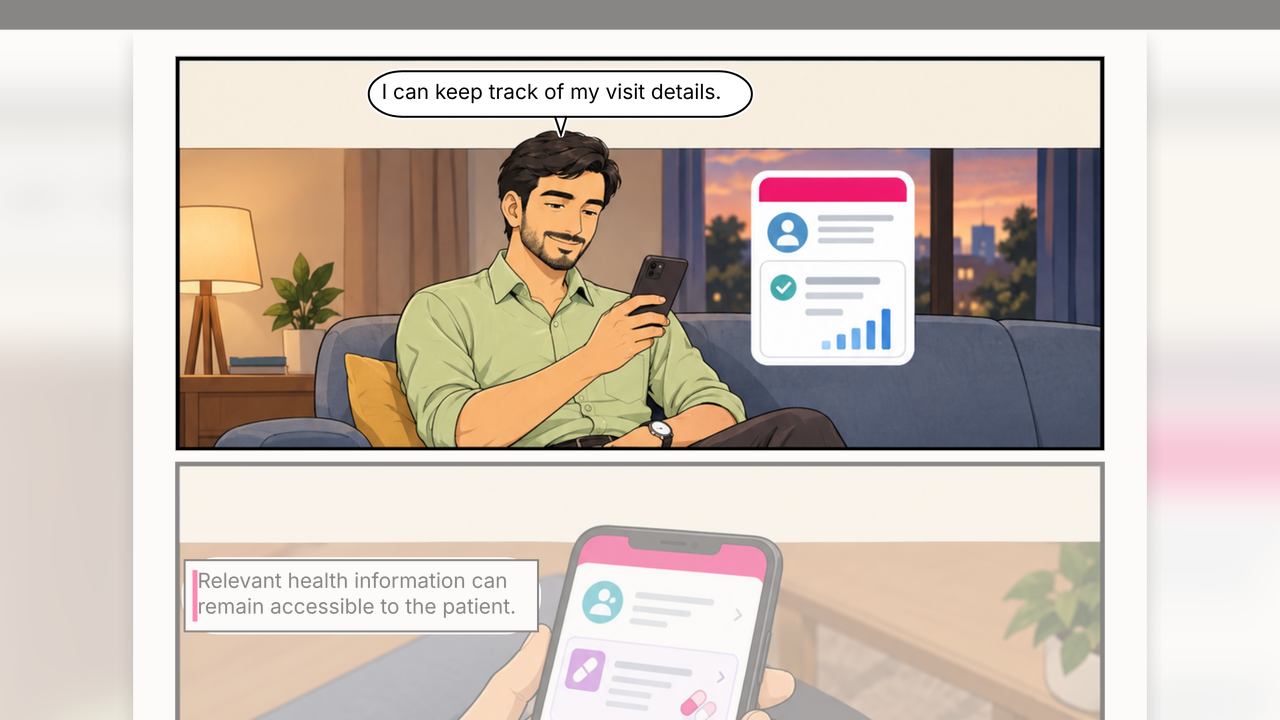 I can keep track of my visit details.
Relevant health information can
remain accessible to the patient.